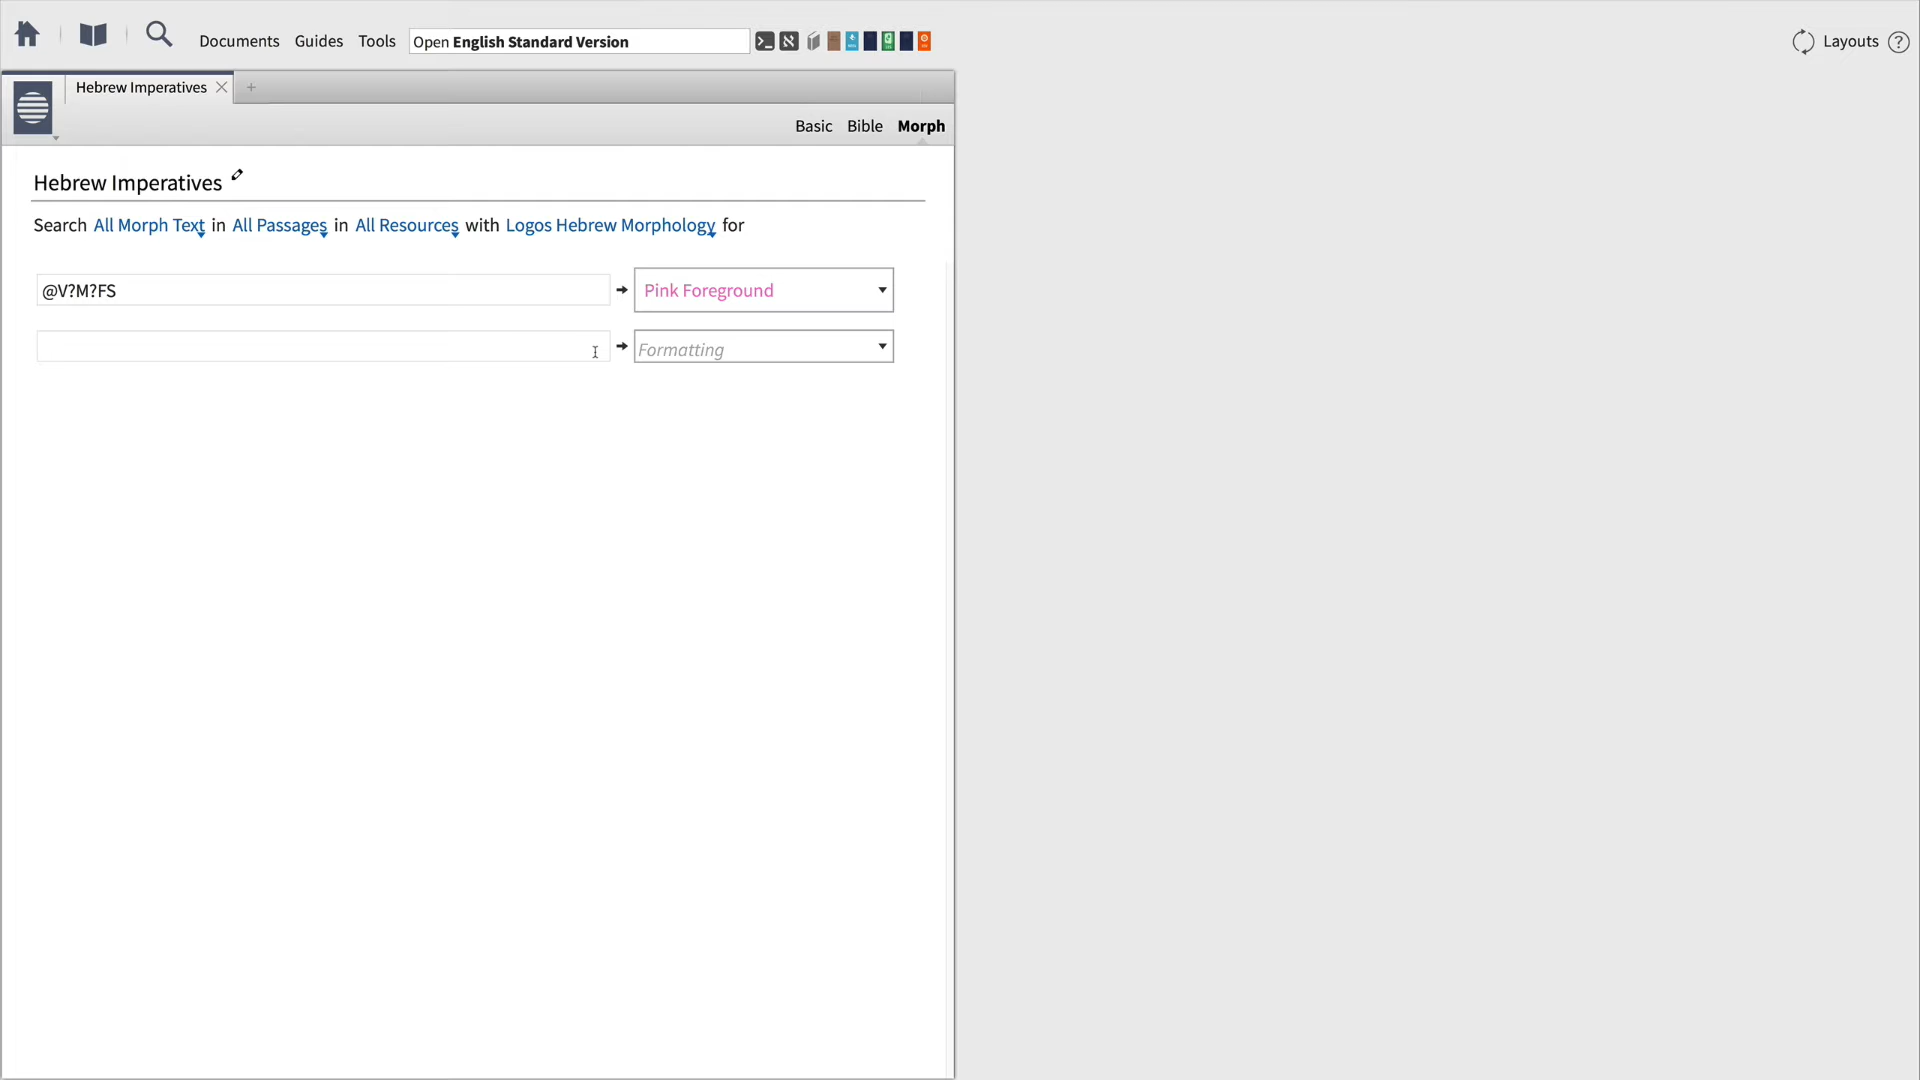 Documents Guides Tools Open English Standard Version Layouts ?
Hebrew Imperatives
Basic Bible Morph
Hebrew Imperatives
Search All Morph Text in All Passages in All Resources with Logos Hebrew Morphology for
@V?M?FS → Pink Foreground
→ Formatting